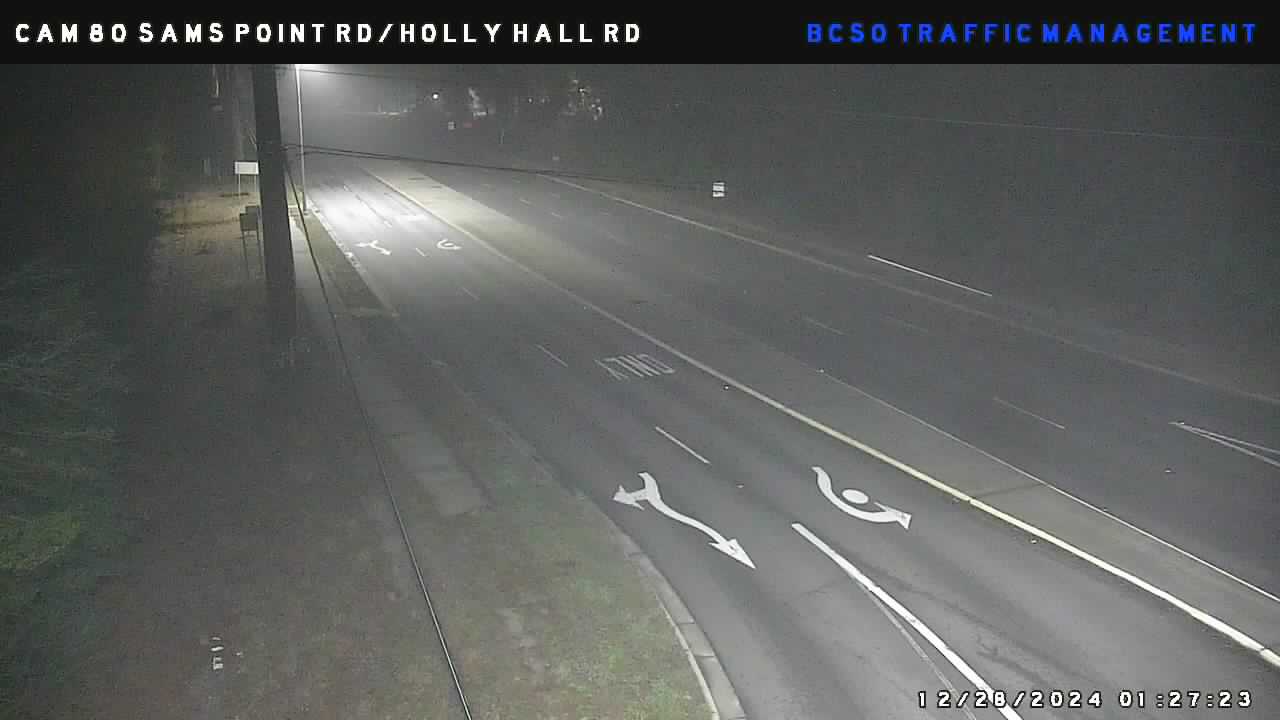 CAM 80 SAMS POINT RD/HOLLY HALL RD
BCSO TRAFFIC MANAGEMENT
ONLY
12/28/2024 01:27:23